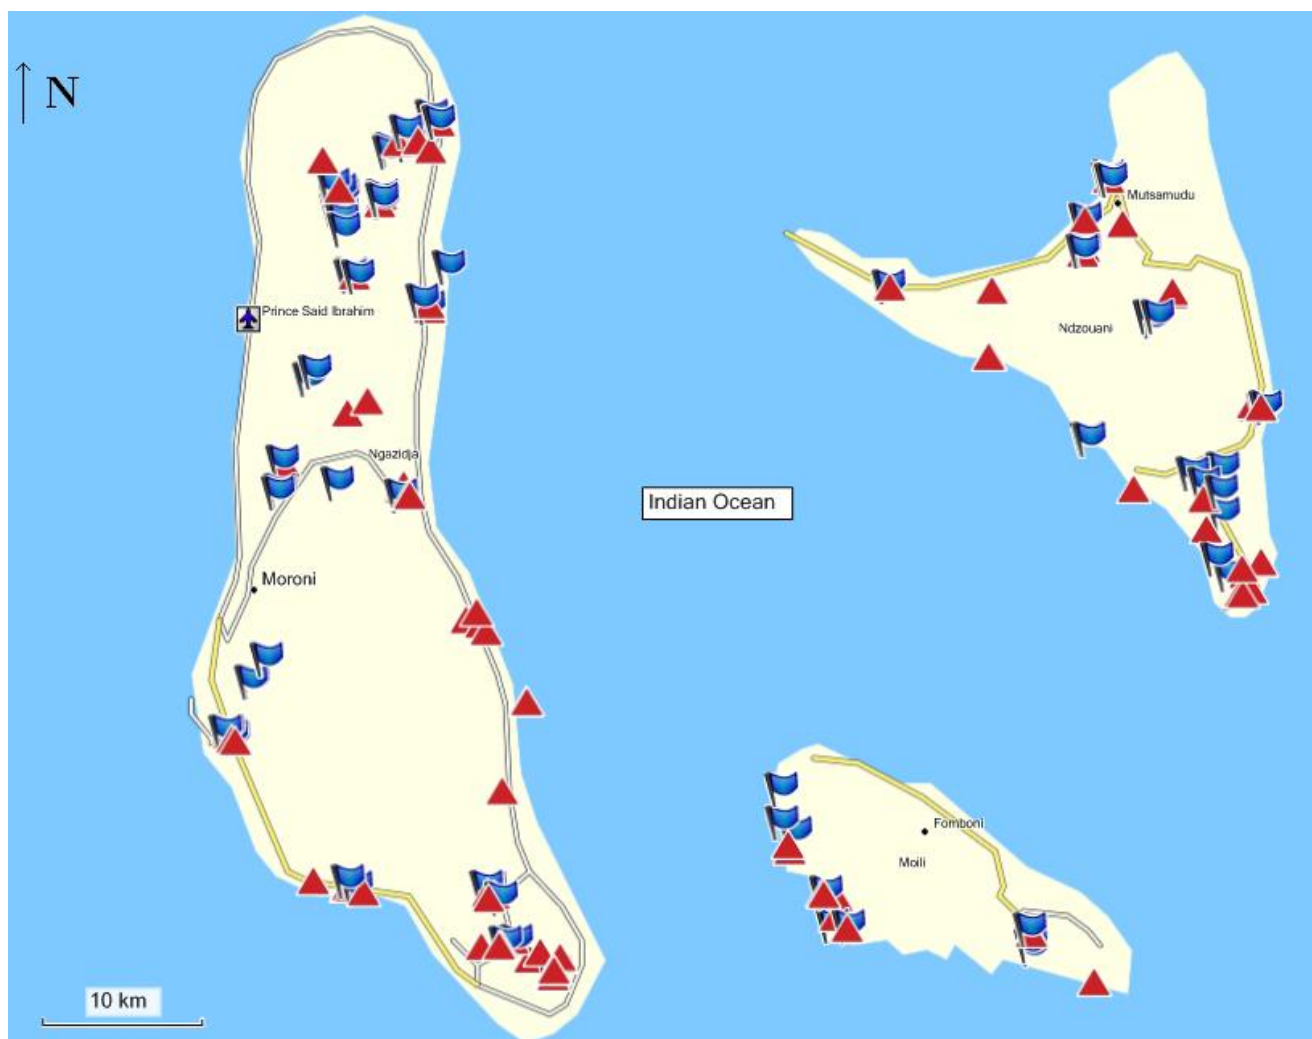 N
Mutsamudu
Prince Said Ibrahim
Ndzouani
Ngazidja
Indian Ocean
Moroni
Fomboni
Moili
10 km